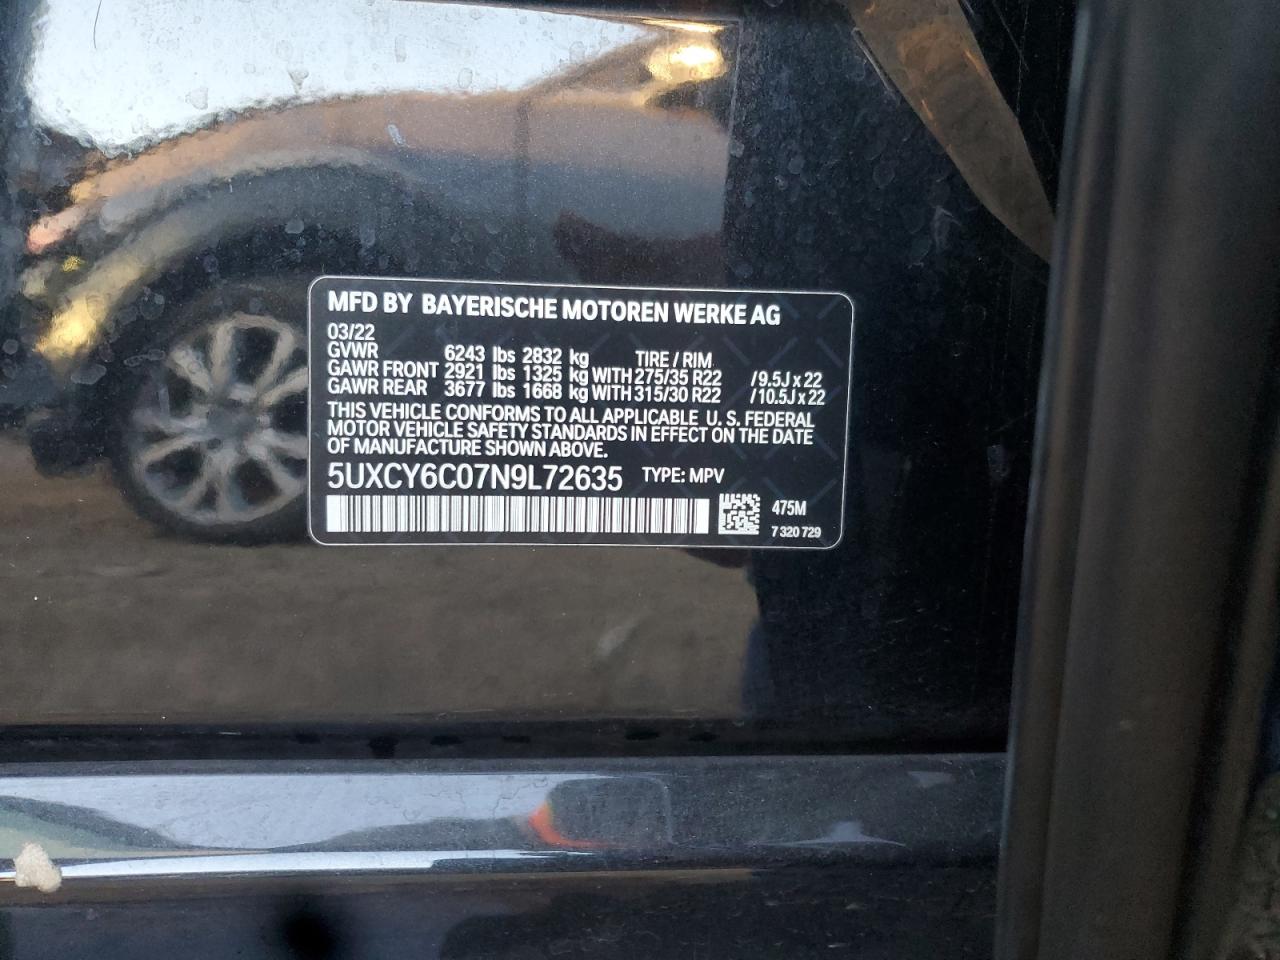 MFD BY BAYERISCHE MOTOREN WERKE AG
03/22
GVWR 6243 lbs 2832 kg TIRE / RIM
GAWR FRONT 2921 lbs 1325 kg WITH 275/35 R22 /9.5J x 22
GAWR REAR 3677 lbs 1668 kg WITH 315/30 R22 /10.5J x 22
THIS VEHICLE CONFORMS TO ALL APPLICABLE U.S. FEDERAL
MOTOR VEHICLE SAFETY STANDARDS IN EFFECT ON THE DATE
OF MANUFACTURE SHOWN ABOVE.
5UXCY6C07N9L72635 TYPE: MPV
475M
7 320 729